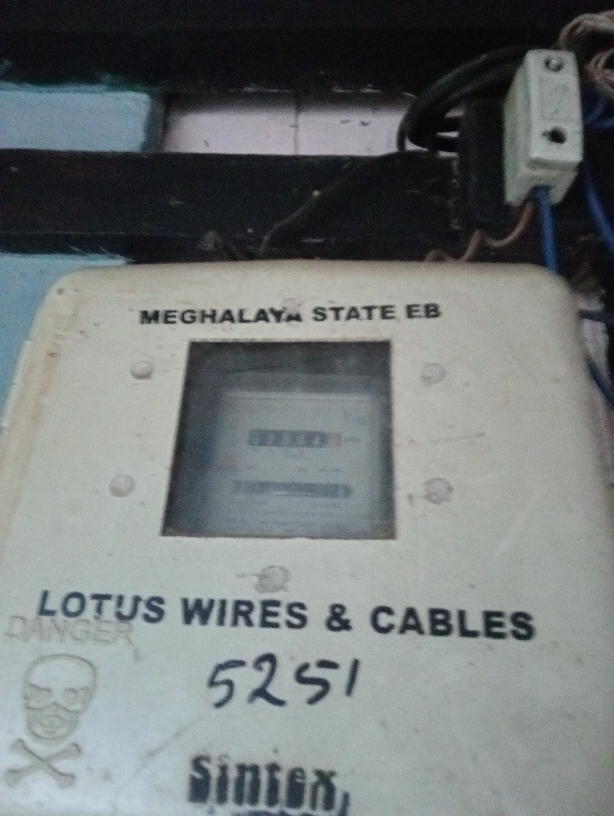 MEGHALAYA STATE EB
LOTUS WIRES & CABLES
DANGER
5251
Sintex